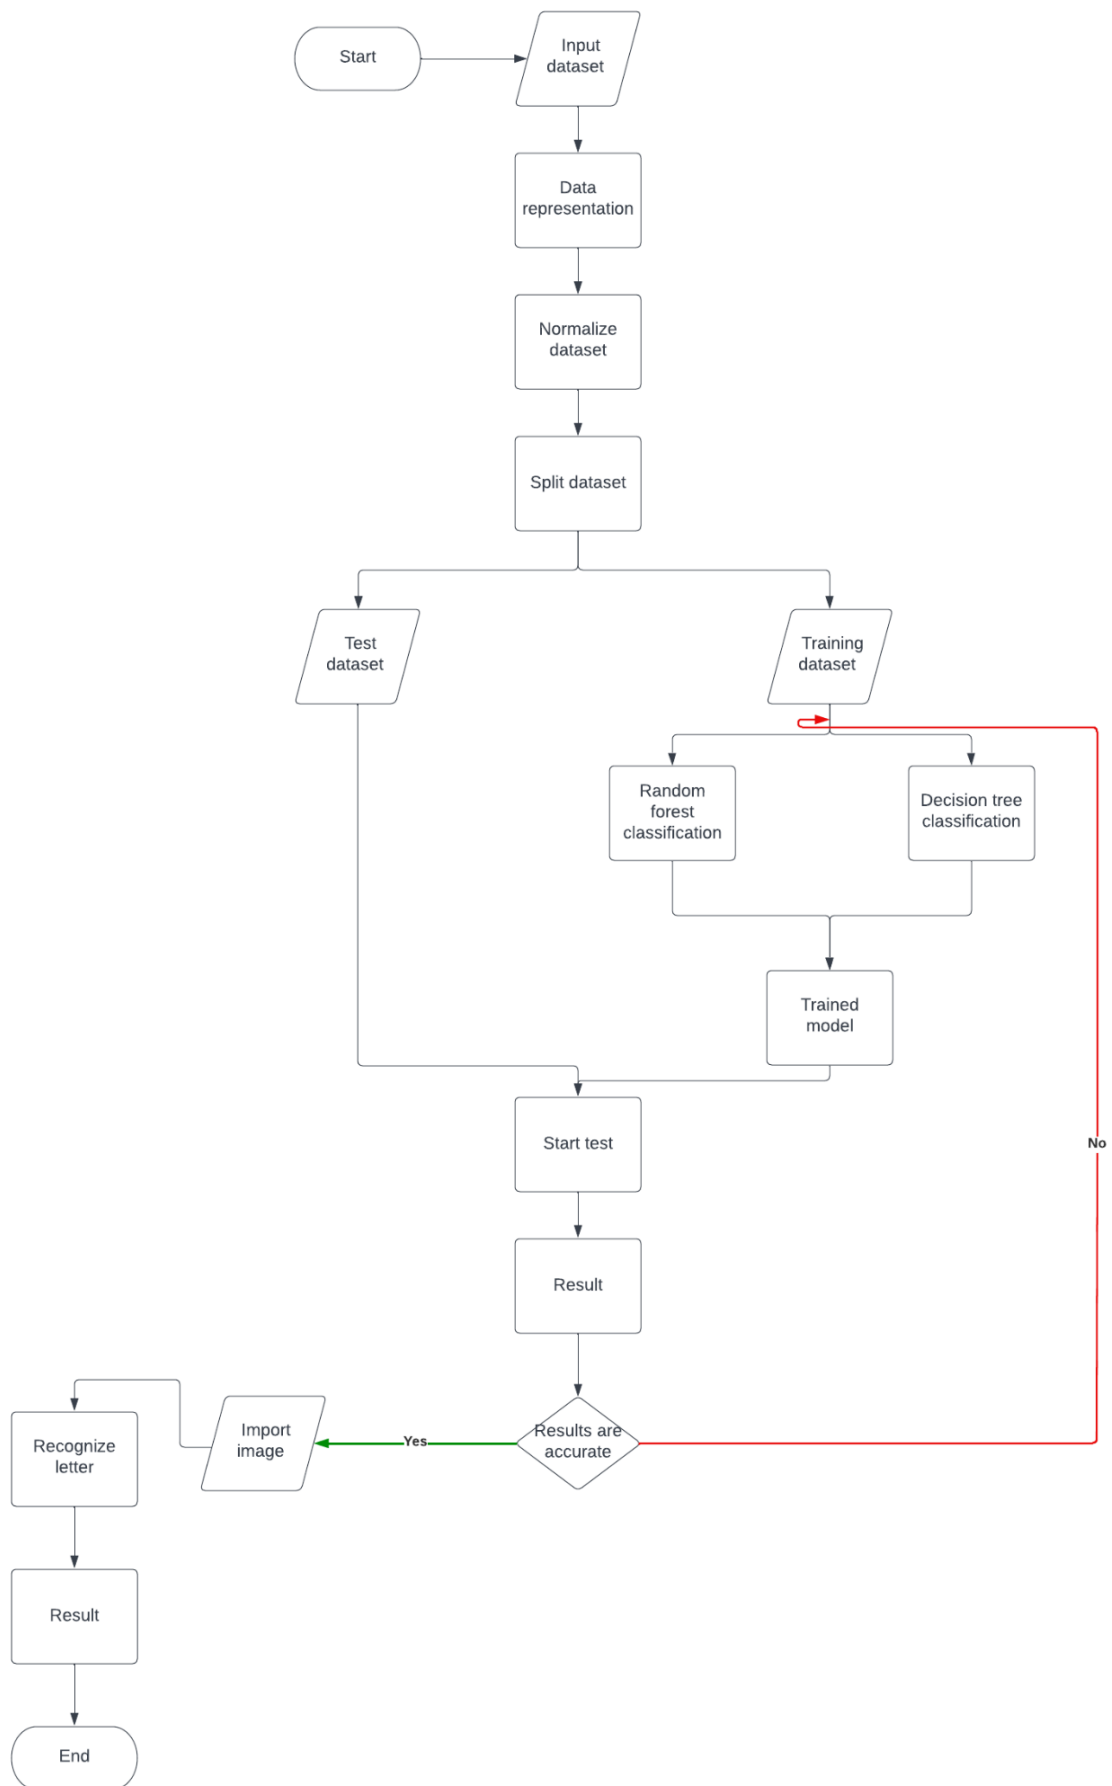 Start
Input
dataset
Data
representation
Normalize
dataset
Split dataset
Test
dataset
Training
dataset
Random
forest
classification
Decision tree
classification
Trained
model
Start test
No
Result
Results are
accurate
Yes
Import
image
Recognize
letter
Result
End